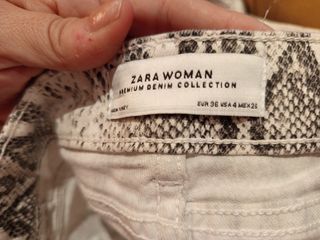 ZARA WOMAN
PREMIUM DENIM COLLECTION
EUR 36 USA 4 MEX 26